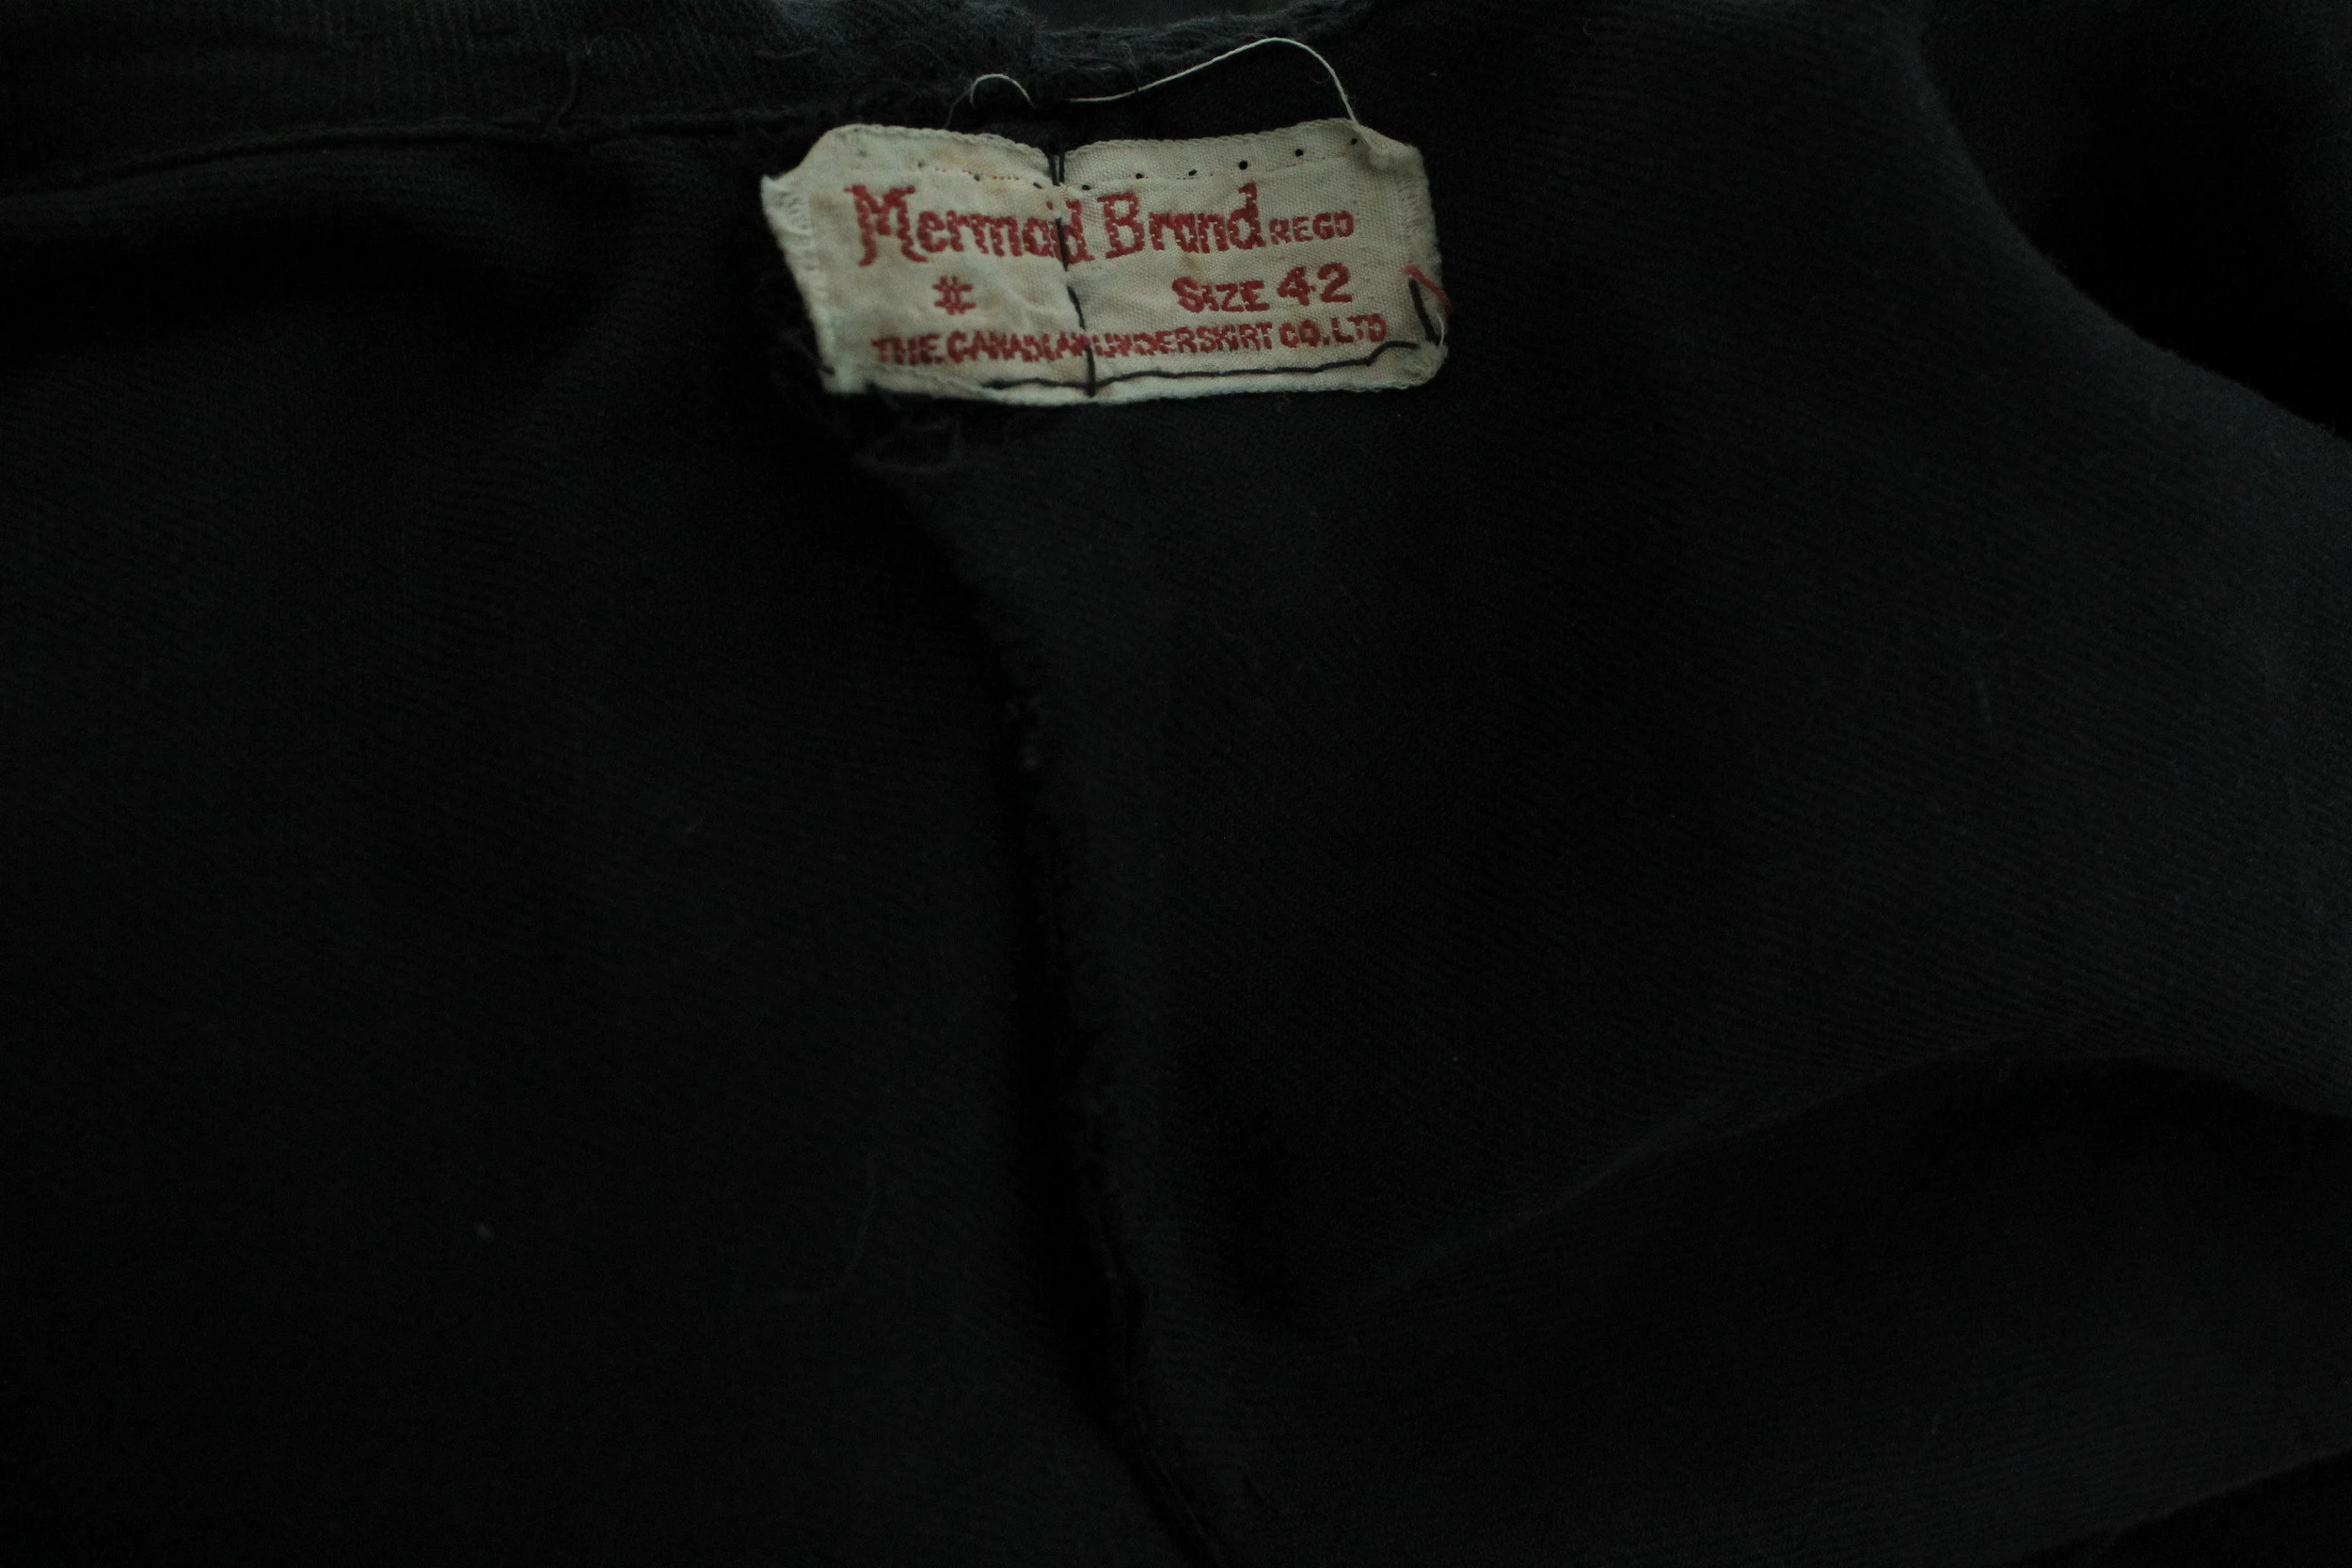 Mermaid Brand REGD
# SIZE 42
THE CANADIAN UNDERSKIRT CO. LTD